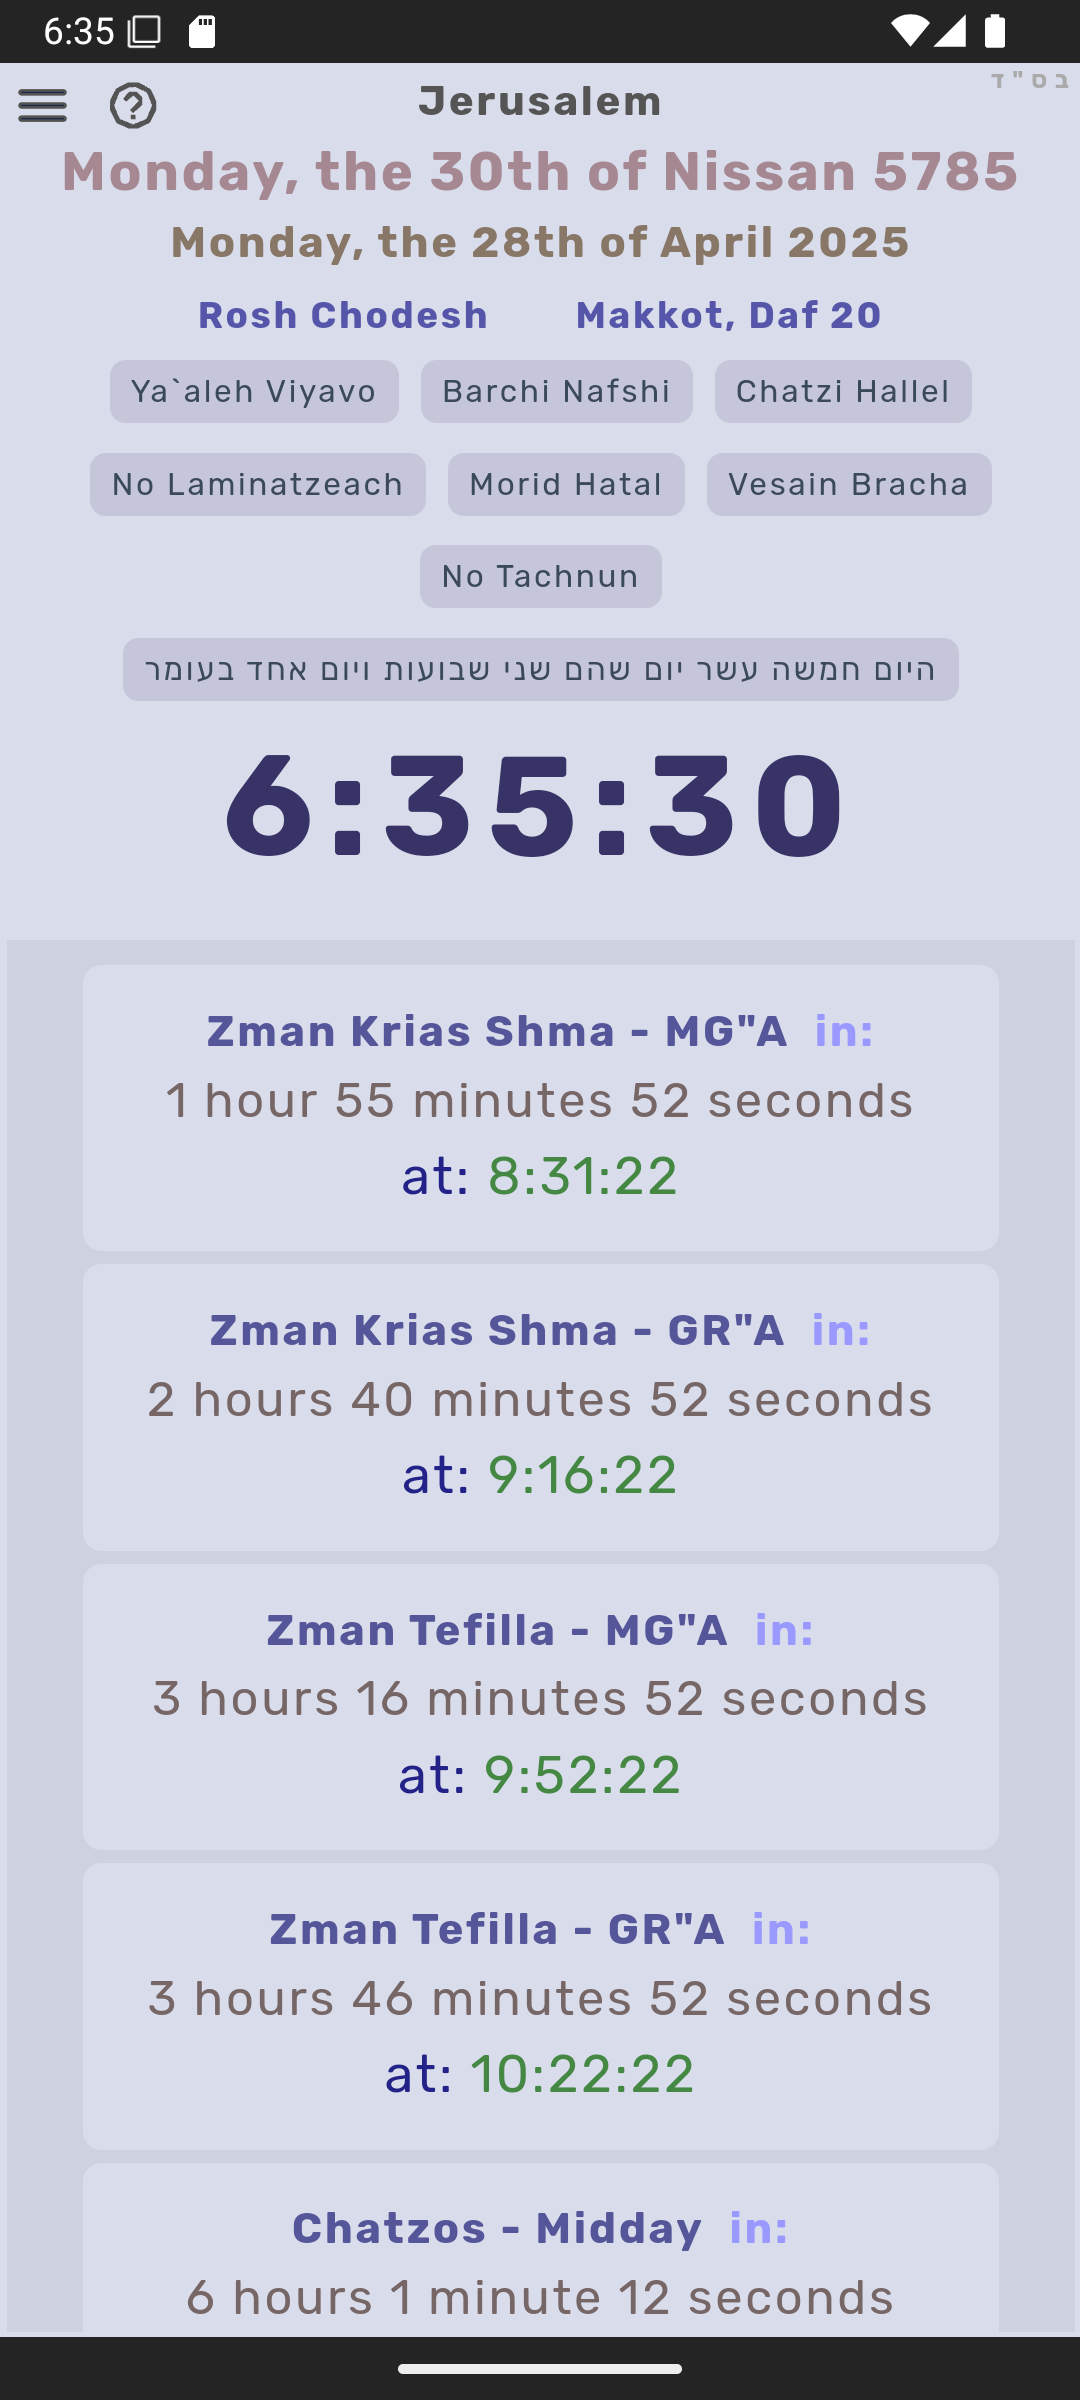 6:35
ב ס " ד
Jerusalem
Monday, the 30th of Nissan 5785
Monday, the 28th of April 2025
Rosh Chodesh Makkot, Daf 20
Ya`aleh Viyavo Barchi Nafshi Chatzi Hallel
No Laminatzeach Morid Hatal Vesain Bracha
No Tachnun
היום חמשה עשר יום שהם שני שבועות ויום אחד בעומר
6:35:30
Zman Krias Shma - MG"A in:
1 hour 55 minutes 52 seconds
at: 8:31:22
Zman Krias Shma - GR"A in:
2 hours 40 minutes 52 seconds
at: 9:16:22
Zman Tefilla - MG"A in:
3 hours 16 minutes 52 seconds
at: 9:52:22
Zman Tefilla - GR"A in:
3 hours 46 minutes 52 seconds
at: 10:22:22
Chatzos - Midday in:
6 hours 1 minute 12 seconds